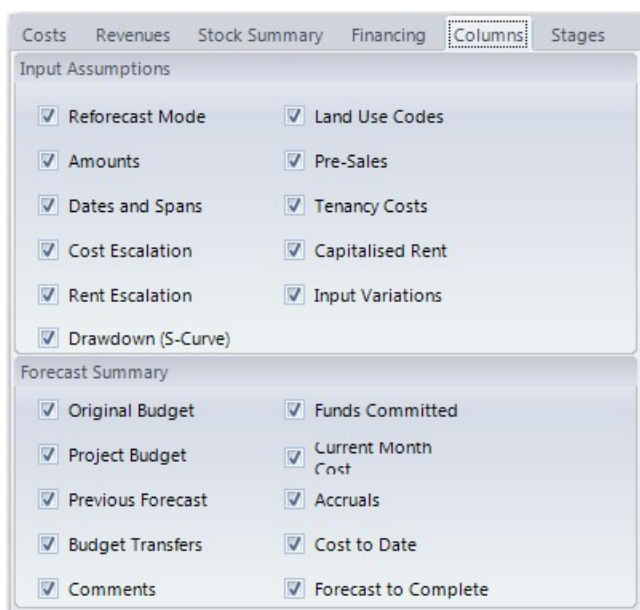 Costs Revenues Stock Summary Financing Columns Stages
Input Assumptions
Reforecast Mode Land Use Codes
Amounts Pre-Sales
Dates and Spans Tenancy Costs
Cost Escalation Capitalised Rent
Rent Escalation Input Variations
Drawdown (S-Curve)
Forecast Summary
Original Budget Funds Committed
Project Budget Current Month
Cost
Previous Forecast Accruals
Budget Transfers Cost to Date
Comments Forecast to Complete